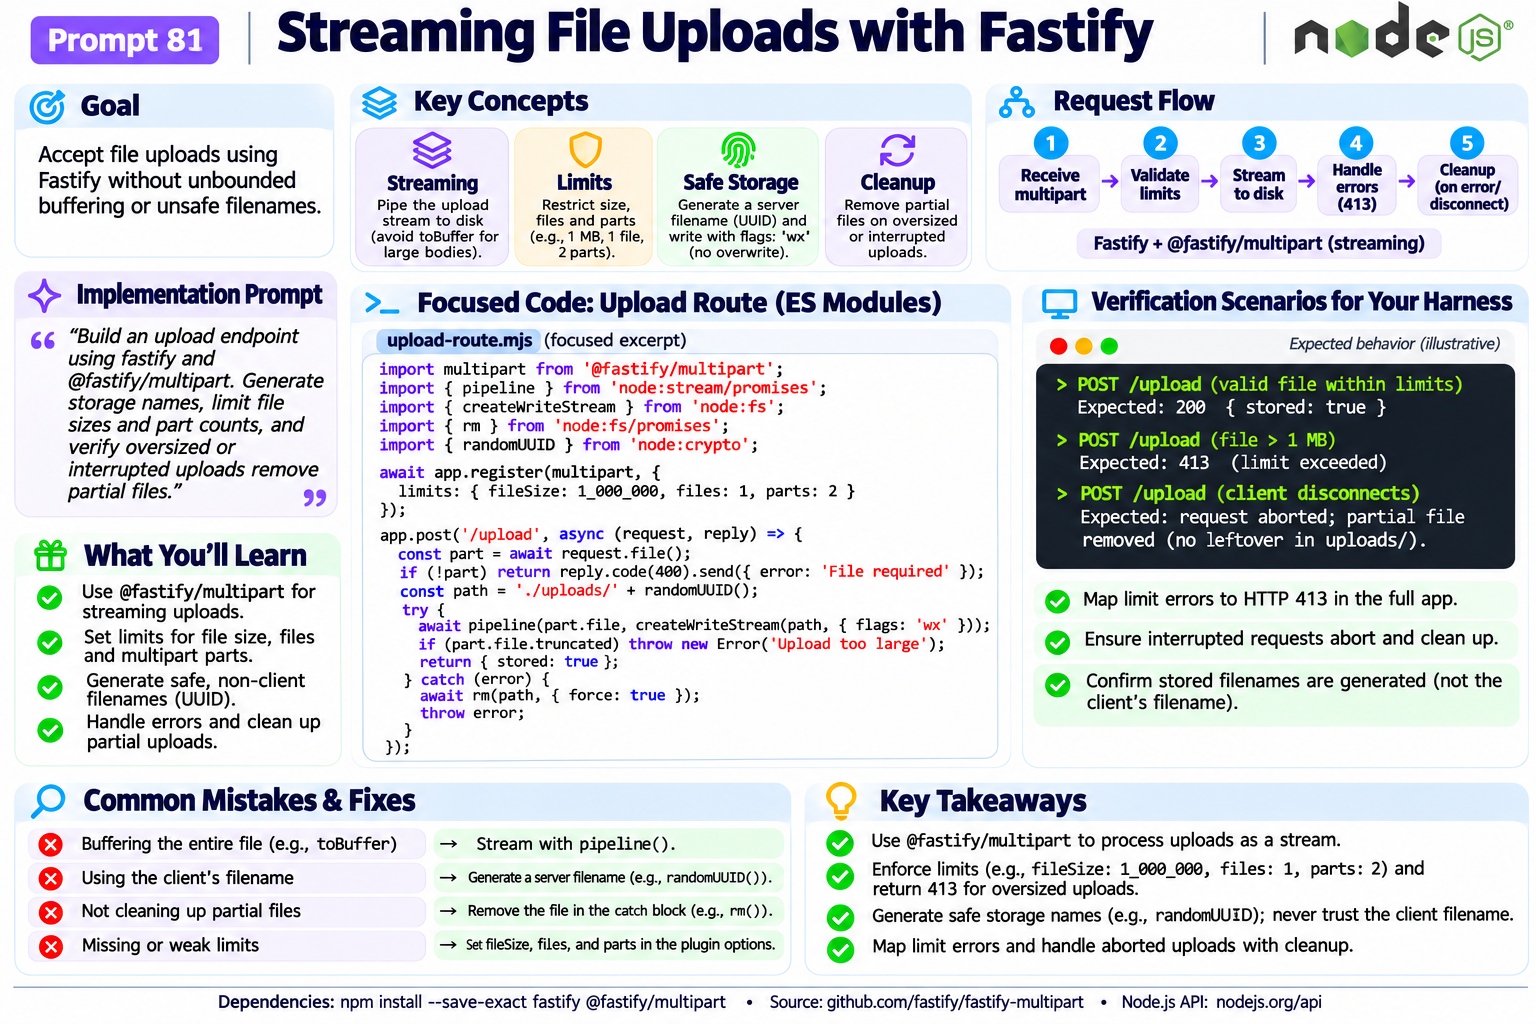 Prompt 81
Streaming File Uploads with Fastify
node JS ®
Goal
Accept file uploads using
Fastify without unbounded
buffering or unsafe filenames.
Key Concepts
Streaming
Pipe the upload
stream to disk
(avoid toBuffer for
large bodies).
Limits
Restrict size,
files and parts
(e.g., 1 MB, 1 file,
2 parts).
Safe Storage
Generate a server
filename (UUID) and
write with flags: 'wx'
(no overwrite).
Cleanup
Remove partial
files on oversized
or interrupted
uploads.
Request Flow
1
Receive
multipart
→
2
Validate
limits
→
3
Stream
to disk
→
4
Handle
errors
(413)
→
5
Cleanup
(on error/
disconnect)
Fastify + @fastify/multipart (streaming)
Implementation Prompt
“Build an upload endpoint
using fastify and
@fastify/multipart. Generate
storage names, limit file
sizes and part counts, and
verify oversized or
interrupted uploads remove
partial files.”
What You’ll Learn
Use @fastify/multipart for
streaming uploads.
Set limits for file size, files
and multipart parts.
Generate safe, non-client
filenames (UUID).
Handle errors and clean up
partial uploads.
>_ Focused Code: Upload Route (ES Modules)
upload-route.mjs (focused excerpt)
import multipart from '@fastify/multipart';
import { pipeline } from 'node:stream/promises';
import { createWriteStream } from 'node:fs';
import { rm } from 'node:fs/promises';
import { randomUUID } from 'node:crypto';
await app.register(multipart, {
limits: { fileSize: 1_000_000, files: 1, parts: 2 }
});
app.post('/upload', async (request, reply) => {
const part = await request.file();
if (!part) return reply.code(400).send({ error: 'File required' });
const path = './uploads/' + randomUUID();
try {
await pipeline(part.file, createWriteStream(path, { flags: 'wx' }));
if (part.file.truncated) throw new Error('Upload too large');
return { stored: true };
} catch (error) {
await rm(path, { force: true });
throw error;
}
});
Verification Scenarios for Your Harness
Expected behavior (illustrative)
> POST /upload (valid file within limits)
Expected: 200 { stored: true }
> POST /upload (file > 1 MB)
Expected: 413 (limit exceeded)
> POST /upload (client disconnects)
Expected: request aborted; partial file
removed (no leftover in uploads/).
Map limit errors to HTTP 413 in the full app.
Ensure interrupted requests abort and clean up.
Confirm stored filenames are generated (not the
client’s filename).
Common Mistakes & Fixes
Buffering the entire file (e.g., toBuffer) → Stream with pipeline().
Using the client’s filename → Generate a server filename (e.g., randomUUID()).
Not cleaning up partial files → Remove the file in the catch block (e.g., rm()).
Missing or weak limits → Set fileSize, files, and parts in the plugin options.
Key Takeaways
Use @fastify/multipart to process uploads as a stream.
Enforce limits (e.g., fileSize: 1_000_000, files: 1, parts: 2) and
return 413 for oversized uploads.
Generate safe storage names (e.g., randomUUID); never trust the client filename.
Map limit errors and handle aborted uploads with cleanup.
Dependencies: npm install --save-exact fastify @fastify/multipart • Source: github.com/fastify/fastify-multipart • Node.js API: nodejs.org/api